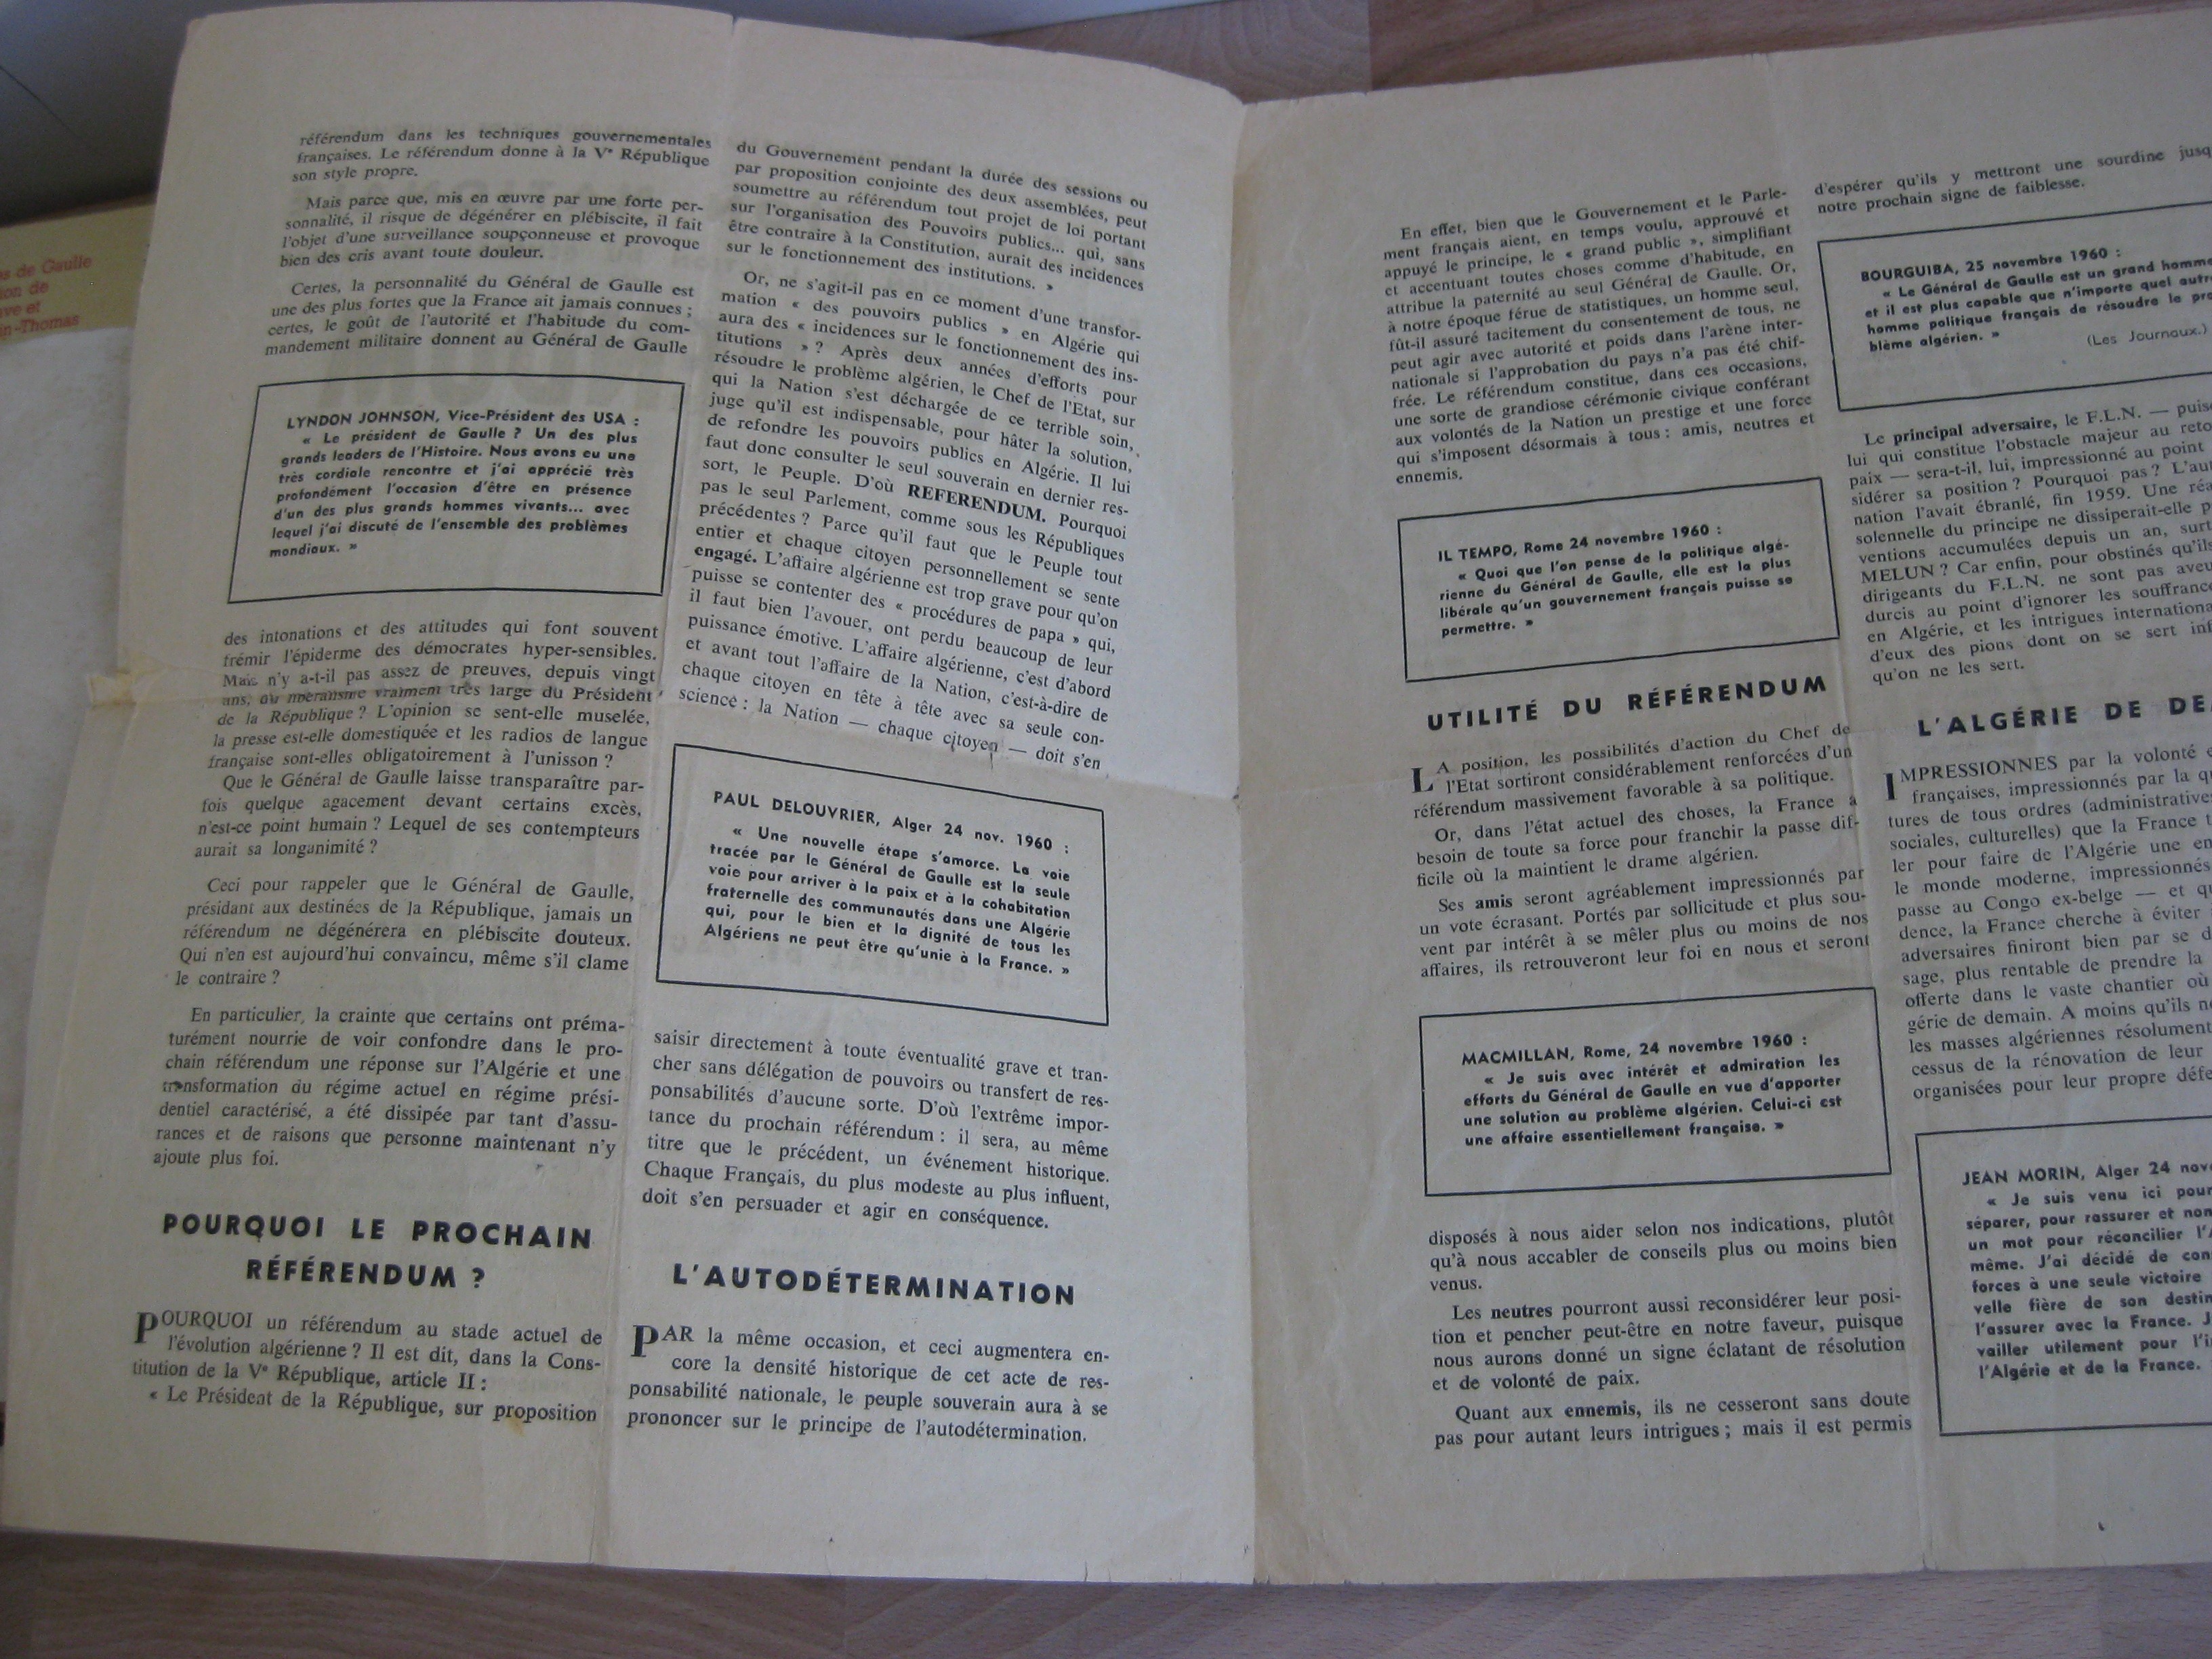 référendum dans les techniques gouvernementales
françaises. Le référendum donne à la Vᵉ République
son style propre.
Mais parce que, mis en œuvre par une forte per-
sonnalité, il risque de dégénérer en plébiscite, il fait
l'objet d'une surveillance soupçonneuse et provoque
bien des cris avant toute douleur.
Certes, la personnalité du Général de Gaulle est
une des plus fortes que la France ait jamais connues ;
certes, le goût de l'autorité et l'habitude du com-
mandement militaire donnent au Général de Gaulle
LYNDON JOHNSON, Vice-Président des USA :
« Le président de Gaulle ? Un des plus
grands leaders de l'Histoire. Nous avons eu une
très cordiale rencontre et j'ai apprécié très
profondément l'occasion d'être en présence
d'un des plus grands hommes vivants... avec
lequel j'ai discuté de l'ensemble des problèmes
mondiaux. »
des intonations et des attitudes qui font souvent
frémir l'épiderme des démocrates hyper-sensibles.
Mais n'y a-t-il pas assez de preuves, depuis vingt
ans, du libéralisme vraiment très large du Président
de la République ? L'opinion se sent-elle muselée,
la presse est-elle domestiquée et les radios de langue
française sont-elles obligatoirement à l'unisson ?
Que le Général de Gaulle laisse transparaître par-
fois quelque agacement devant certains excès,
n'est-ce point humain ? Lequel de ses contempteurs
aurait sa longanimité ?
Ceci pour rappeler que le Général de Gaulle,
présidant aux destinées de la République, jamais un
référendum ne dégénérera en plébiscite douteux.
Qui n'en est aujourd'hui convaincu, même s'il clame
le contraire ?
En particulier, la crainte que certains ont préma-
turément nourrie de voir confondre dans le pro-
chain référendum une réponse sur l'Algérie et une
transformation du régime actuel en régime prési-
dentiel caractérisé, a été dissipée par tant d'assu-
rances et de raisons que personne maintenant n'y
ajoute plus foi.
POURQUOI LE PROCHAIN
RÉFÉRENDUM ?
POURQUOI un référendum au stade actuel de
l'évolution algérienne ? Il est dit, dans la Cons-
titution de la Vᵉ République, article II :
« Le Président de la République, sur proposition
du Gouvernement pendant la durée des sessions ou
par proposition conjointe des deux assemblées, peut
soumettre au référendum tout projet de loi portant
sur l'organisation des Pouvoirs publics... qui, sans
être contraire à la Constitution, aurait des incidences
sur le fonctionnement des institutions. »
Or, ne s'agit-il pas en ce moment d'une transfor-
mation « des pouvoirs publics » en Algérie qui
aura des « incidences sur le fonctionnement des ins-
titutions » ? Après deux années d'efforts pour
résoudre le problème algérien, le Chef de l'Etat, sur
qui la Nation s'est déchargée de ce terrible soin,
juge qu'il est indispensable, pour hâter la solution,
de refondre les pouvoirs publics en Algérie. Il lui
faut donc consulter le seul souverain en dernier res-
sort, le Peuple. D'où REFERENDUM. Pourquoi
pas le seul Parlement, comme sous les Républiques
précédentes ? Parce qu'il faut que le Peuple tout
entier et chaque citoyen personnellement se sente
engagé. L'affaire algérienne est trop grave pour qu'on
puisse se contenter des « procédures de papa » qui,
il faut bien l'avouer, ont perdu beaucoup de leur
puissance émotive. L'affaire algérienne, c'est d'abord
et avant tout l'affaire de la Nation, c'est-à-dire de
chaque citoyen en tête à tête avec sa seule con-
science : la Nation — chaque citoyen — doit s'en
PAUL DELOUVRIER, Alger 24 nov. 1960 :
« Une nouvelle étape s'amorce. La voie
tracée par le Général de Gaulle est la seule
voie pour arriver à la paix et à la cohabitation
fraternelle des communautés dans une Algérie
qui, pour le bien et la dignité de tous les
Algériens ne peut être qu'unie à la France. »
saisir directement à toute éventualité grave et tran-
cher sans délégation de pouvoirs ou transfert de res-
ponsabilités d'aucune sorte. D'où l'extrême impor-
tance du prochain référendum : il sera, au même
titre que le précédent, un événement historique.
Chaque Français, du plus modeste au plus influent,
doit s'en persuader et agir en conséquence.
L'AUTODÉTERMINATION
PAR la même occasion, et ceci augmentera en-
core la densité historique de cet acte de res-
ponsabilité nationale, le peuple souverain aura à se
prononcer sur le principe de l'autodétermination.
En effet, bien que le Gouvernement et le Parle-
ment français aient, en temps voulu, approuvé et
appuyé le principe, le « grand public », simplifiant
et accentuant toutes choses comme d'habitude, en
attribue la paternité au seul Général de Gaulle. Or,
à notre époque férue de statistiques, un homme seul,
fût-il assuré tacitement du consentement de tous, ne
peut agir avec autorité et poids dans l'arène inter-
nationale si l'approbation du pays n'a pas été chif-
frée. Le référendum constitue, dans ces occasions,
une sorte de grandiose cérémonie civique conférant
aux volontés de la Nation un prestige et une force
qui s'imposent désormais à tous : amis, neutres et
ennemis.
IL TEMPO, Rome 24 novembre 1960 :
« Quoi que l'on pense de la politique algé-
rienne du Général de Gaulle, elle est la plus
libérale qu'un gouvernement français puisse se
permettre. »
UTILITÉ DU RÉFÉRENDUM
LA position, les possibilités d'action du Chef de
l'Etat sortiront considérablement renforcées d'un
référendum massivement favorable à sa politique.
Or, dans l'état actuel des choses, la France a
besoin de toute sa force pour franchir la passe dif-
ficile où la maintient le drame algérien.
Ses amis seront agréablement impressionnés par
un vote écrasant. Portés par sollicitude et plus sou-
vent par intérêt à se mêler plus ou moins de nos
affaires, ils retrouveront leur foi en nous et seront
MACMILLAN, Rome, 24 novembre 1960 :
« Je suis avec intérêt et admiration les
efforts du Général de Gaulle en vue d'apporter
une solution au problème algérien. Celui-ci est
une affaire essentiellement française. »
disposés à nous aider selon nos indications, plutôt
qu'à nous accabler de conseils plus ou moins bien
venus.
Les neutres pourront aussi reconsidérer leur posi-
tion et pencher peut-être en notre faveur, puisque
nous aurons donné un signe éclatant de résolution
et de volonté de paix.
Quant aux ennemis, ils ne cesseront sans doute
pas pour autant leurs intrigues ; mais il est permis
d'espérer qu'ils y mettront une sourdine jusq
notre prochain signe de faiblesse.
BOURGUIBA, 25 novembre 1960 :
« Le Général de Gaulle est un grand homme
et il est plus capable que n'importe quel autre
homme politique français de résoudre le pro
blème algérien. »
(Les Journaux.)
Le principal adversaire, le F.L.N. — puis
lui qui constitue l'obstacle majeur au reto
paix — sera-t-il, lui, impressionné au point
sidérer sa position ? Pourquoi pas ? L'aut
nation l'avait ébranlé, fin 1959. Une réa
solennelle du principe ne dissiperait-elle p
ventions accumulées depuis un an, surt
MELUN ? Car enfin, pour obstinés qu'ils
dirigeants du F.L.N. ne sont pas aveu
durcis au point d'ignorer les souffrance
en Algérie, et les intrigues internationa
d'eux des pions dont on se sert inf
qu'on ne les sert.
L'ALGÉRIE DE DE
IMPRESSIONNES par la volonté
françaises, impressionnés par la qu
tures de tous ordres (administratives
sociales, culturelles) que la France t
ler pour faire de l'Algérie une en
le monde moderne, impressionnés
passe au Congo ex-belge — et qu
dence, la France cherche à éviter
adversaires finiront bien par se d
sage, plus rentable de prendre la
offerte dans le vaste chantier où
gérie de demain. A moins qu'ils n
les masses algériennes résolument
cessus de la rénovation de leur
organisées pour leur propre défe
JEAN MORIN, Alger 24 nov
« Je suis venu ici pour
séparer, pour rassurer et non
un mot pour réconcilier l'A
même. J'ai décidé de con
forces à une seule victoire
velle fière de son destin
l'assurer avec la France. J
vailler utilement pour l'i
l'Algérie et de la France.
s de Gaulle
ion de
ve et
n-Thomas